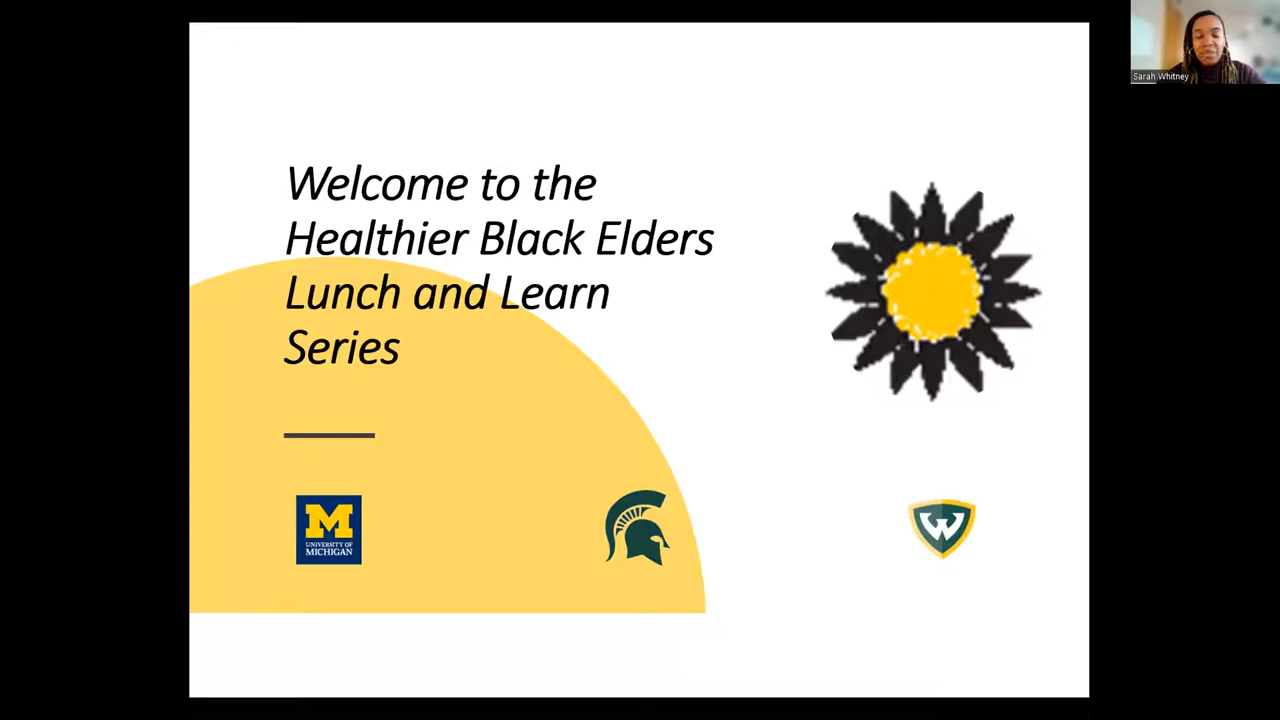 Welcome to the
Healthier Black Elders
Lunch and Learn
Series
M
UNIVERSITY OF
MICHIGAN
W
Sarah Whitney